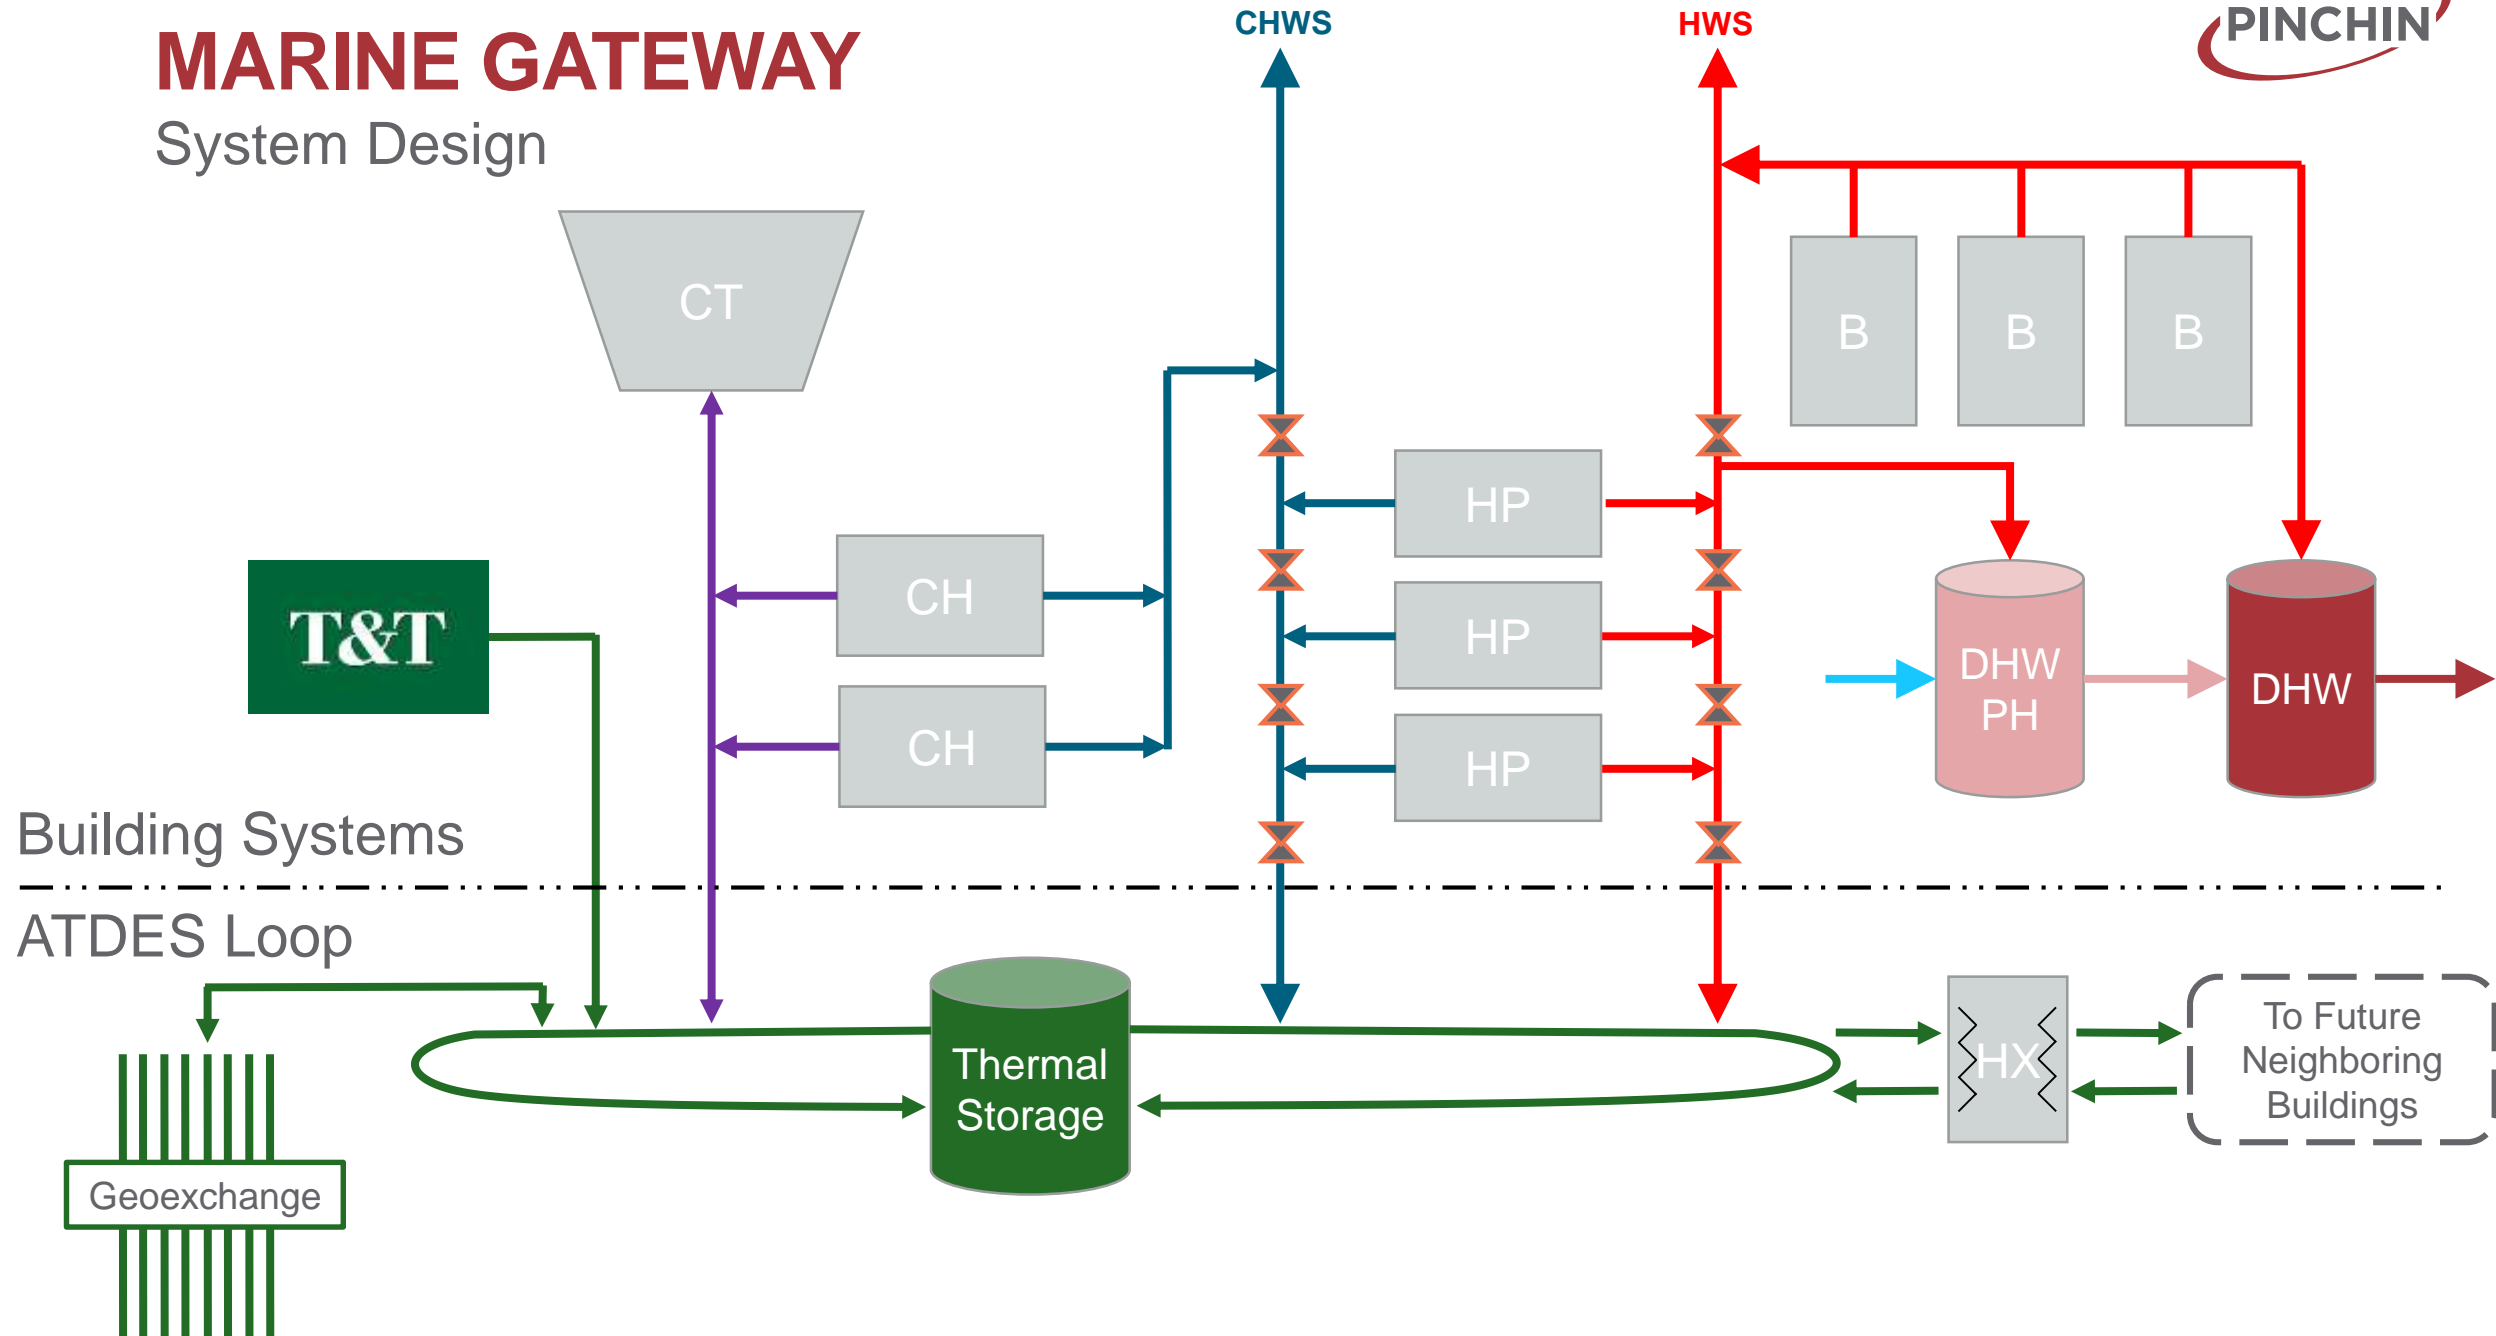 MARINE GATEWAY
System Design
CHWS
HWS
PINCHIN
CT
B
B
B
HP
CH
T&T
HP
DHW
PH
DHW
CH
HP
Building Systems
ATDES Loop
Thermal
Storage
HX
To Future
Neighboring
Buildings
Geoexchange